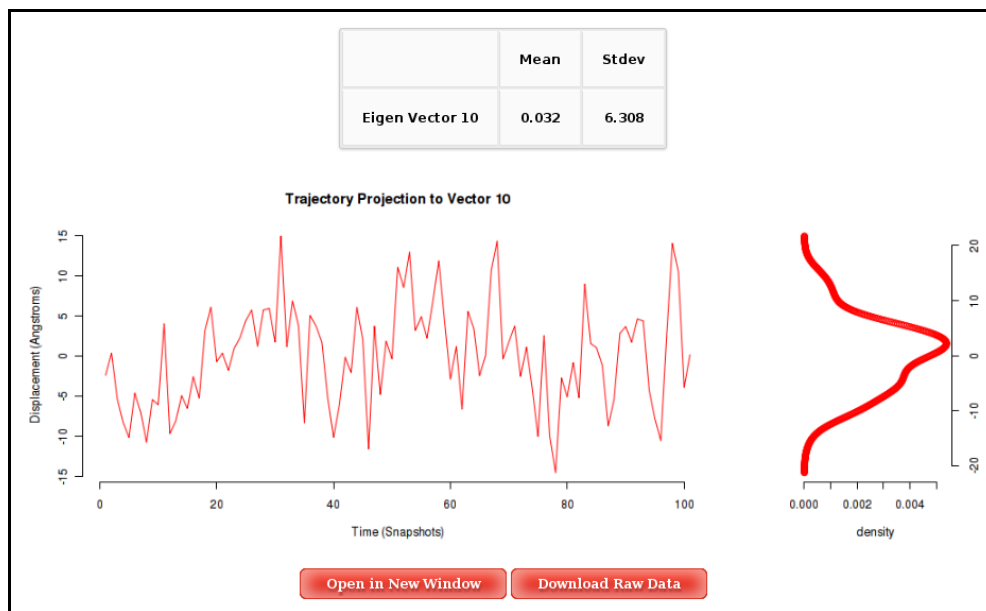 Mean Stdev
Eigen Vector 10 0.032 6.308
Trajectory Projection to Vector 10
Displacement (Angstroms)
15
10
5
0
-5
-10
-15
0 20 40 60 80 100
Time (Snapshots)
20
10
0
-10
-20
0.000 0.002 0.004
density
Open in New Window Download Raw Data